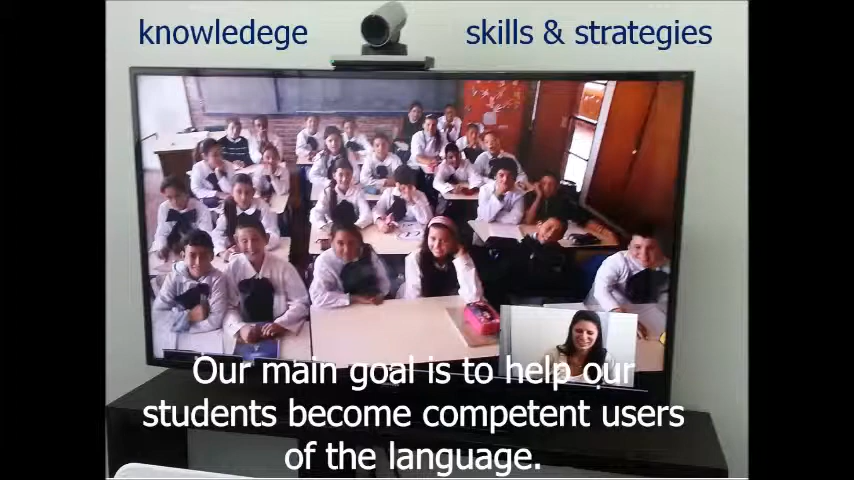 knowledege
skills & strategies
Our main goal is to help our
students become competent users
of the language.